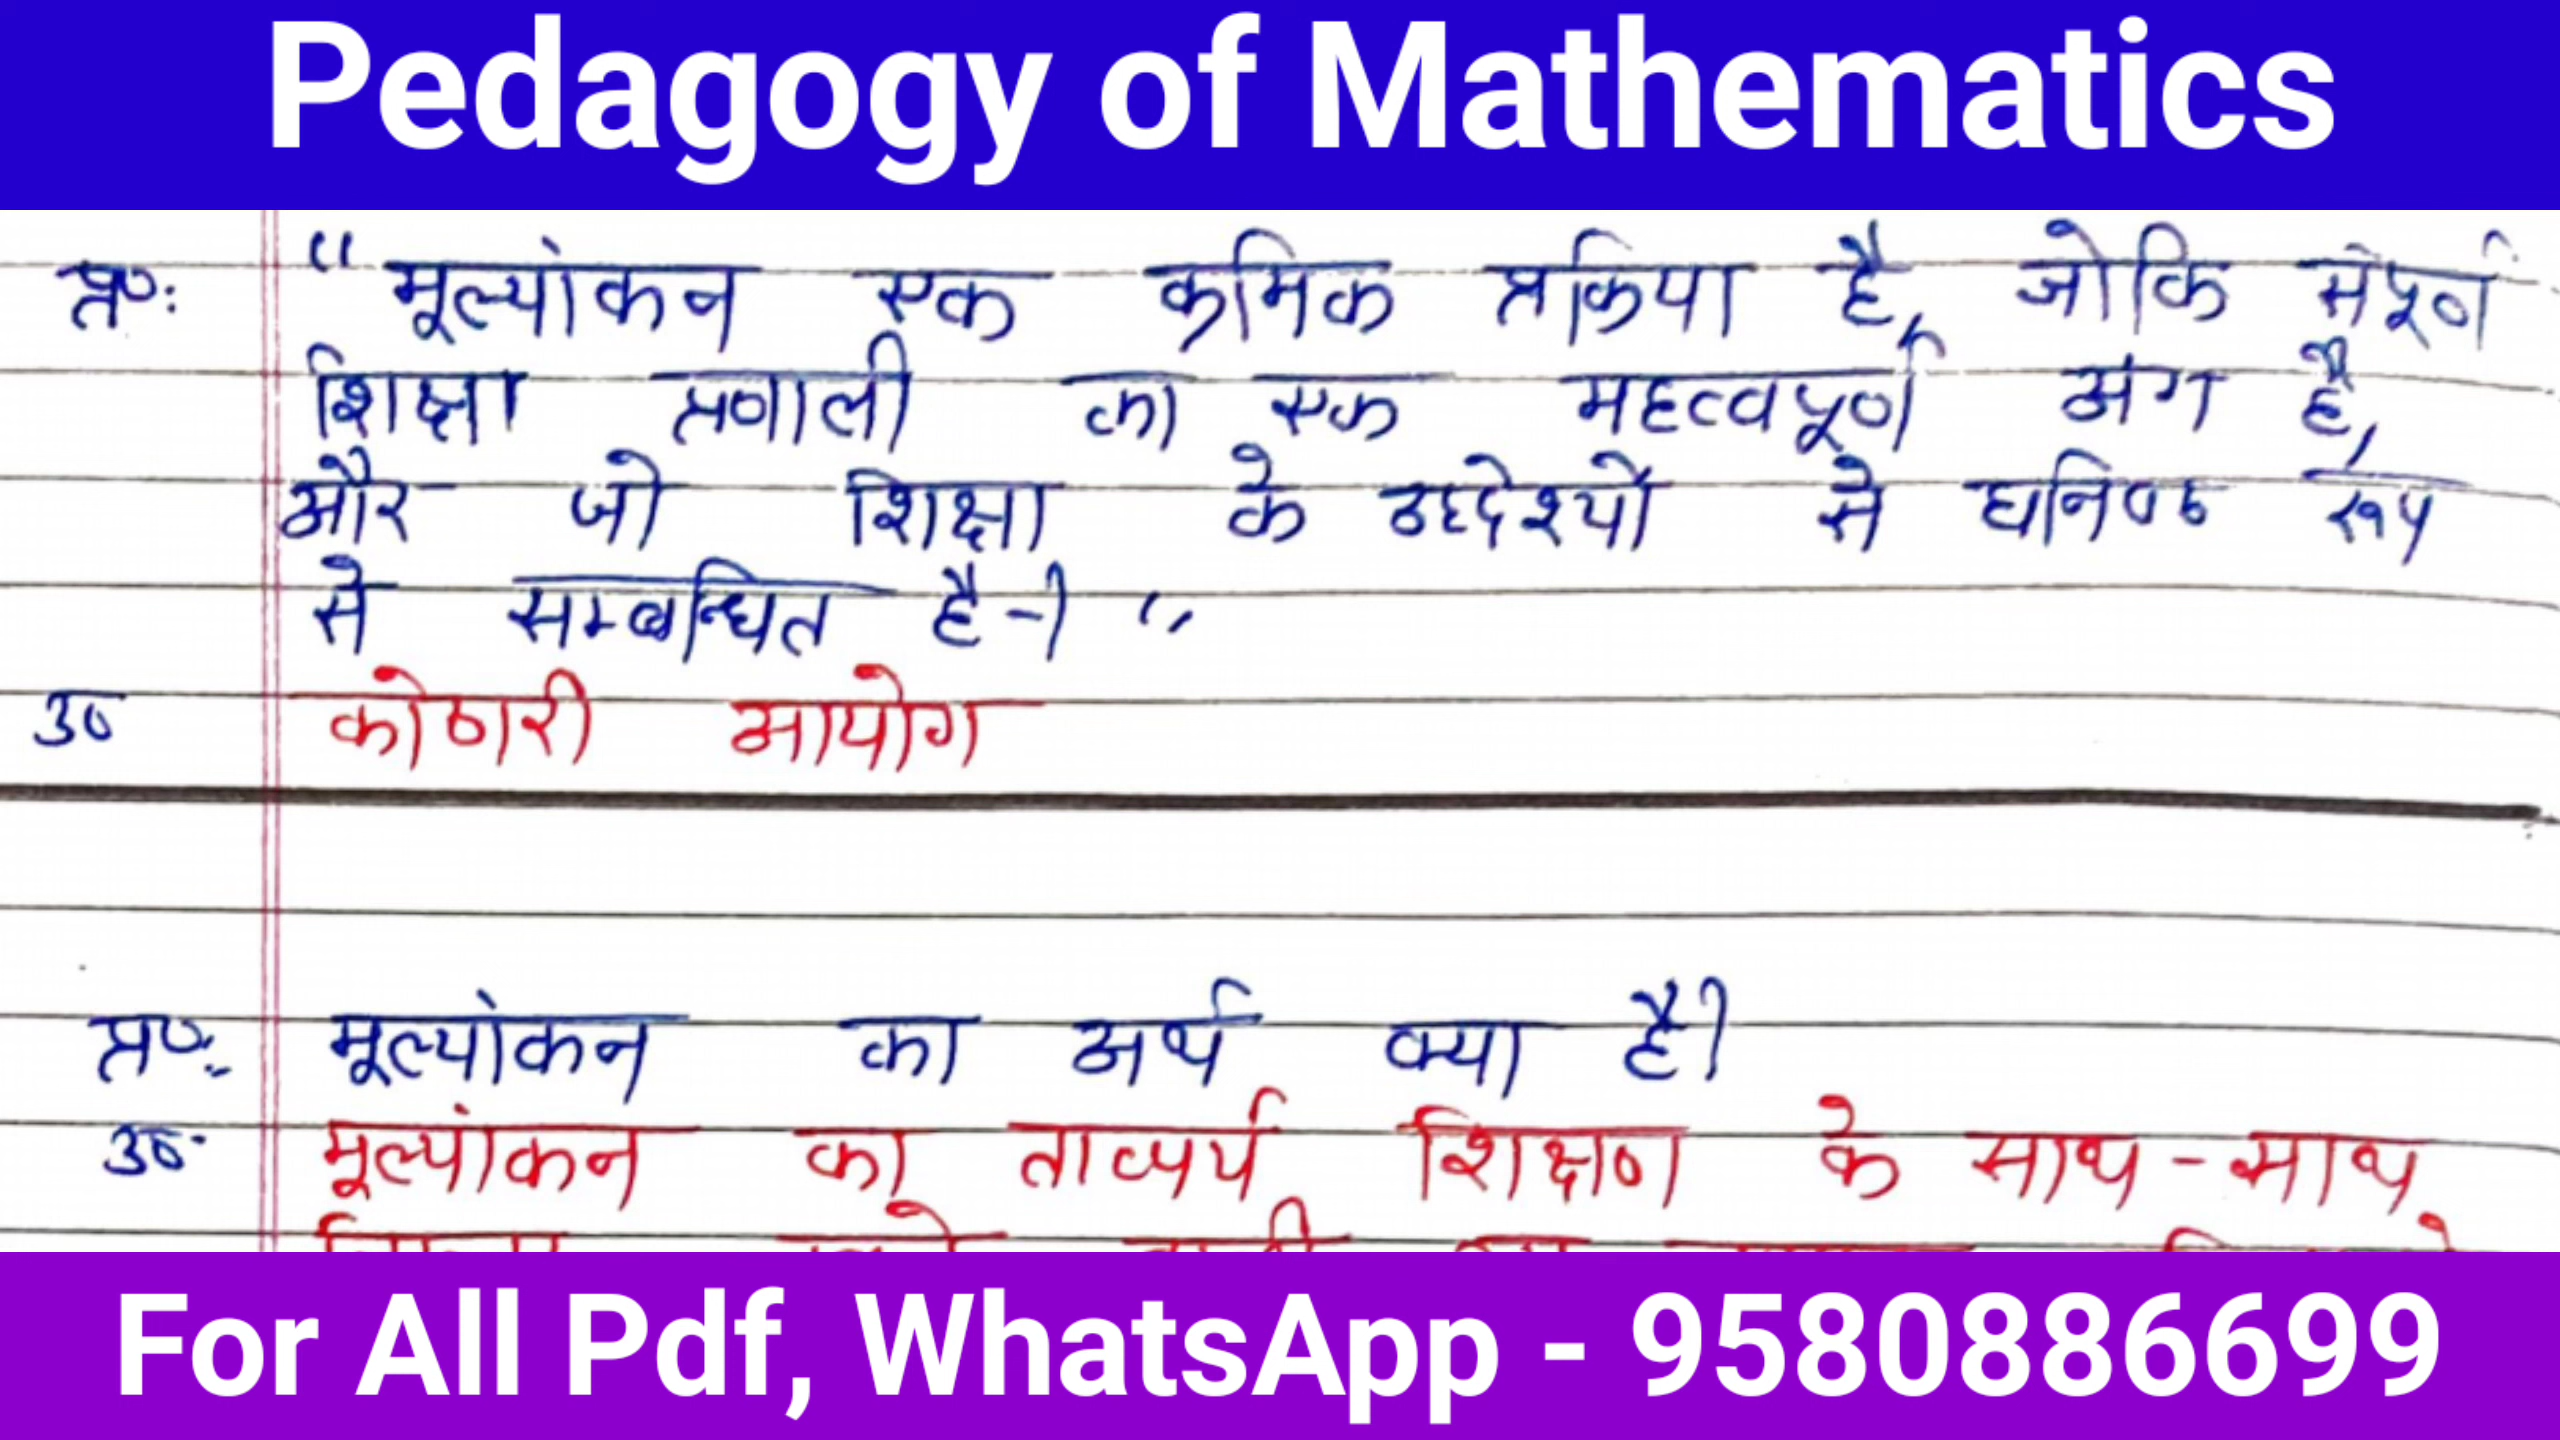 Pedagogy of Mathematics
प्र०: "मूल्यांकन एक क्रमिक प्रक्रिया है, जोकि संपूर्ण
शिक्षा प्रणाली का एक महत्वपूर्ण अंग है,
और जो शिक्षा के उद्देश्यों से घनिष्ठ रूप
से सम्बन्धित है-। "
उ० कोठारी आयोग
प्र०:- मूल्यांकन का अर्थ क्या है।
उ०- मूल्यांकन का तात्पर्य शिक्षण के साथ-साथ
For All Pdf, WhatsApp - 9580886699